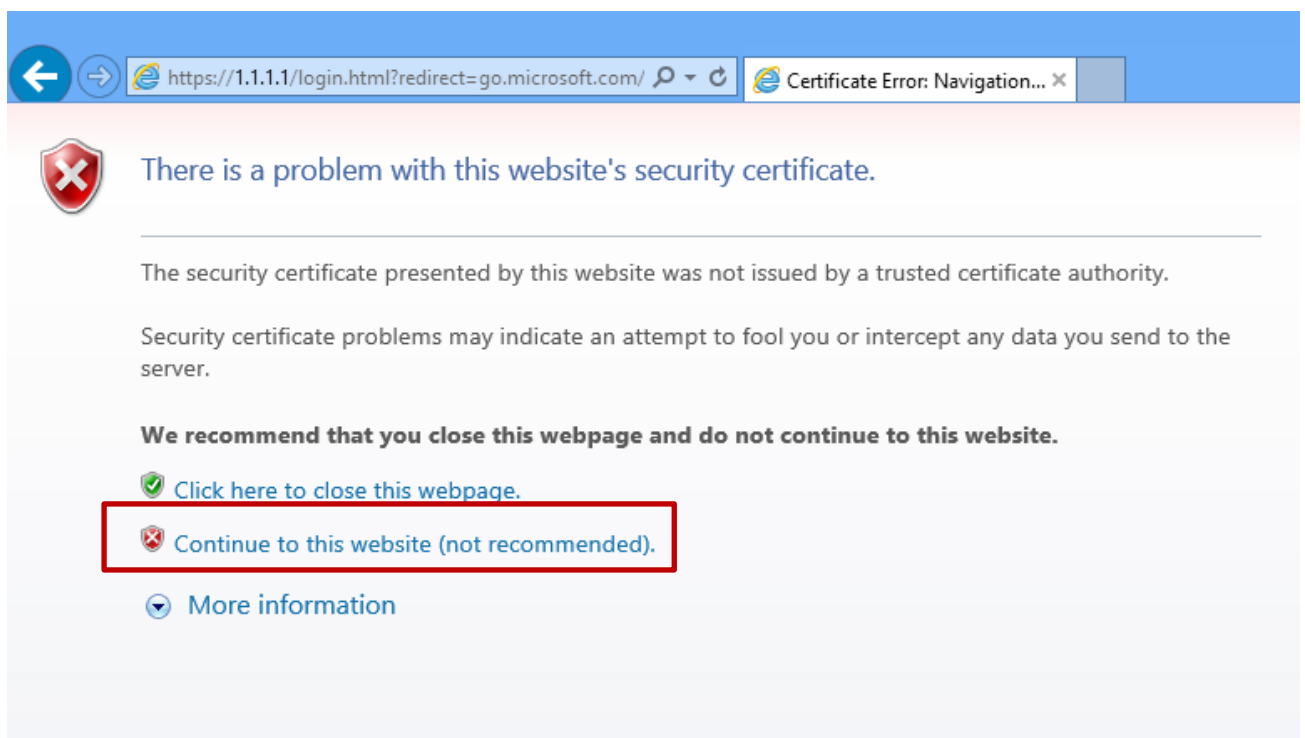 https://1.1.1.1/login.html?redirect=go.microsoft.com/
Certificate Error: Navigation...
There is a problem with this website's security certificate.
The security certificate presented by this website was not issued by a trusted certificate authority.
Security certificate problems may indicate an attempt to fool you or intercept any data you send to the
server.
We recommend that you close this webpage and do not continue to this website.
Click here to close this webpage.
Continue to this website (not recommended).
More information